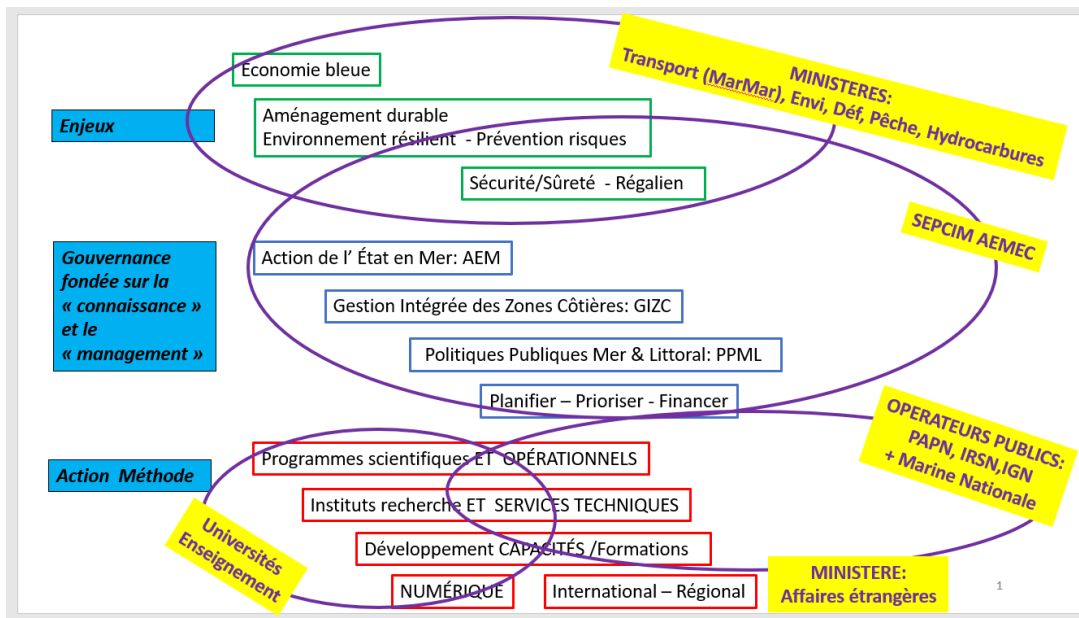 Economie bleue
MINISTERES:
Transport (MarMar), Envi, Déf, Pêche, Hydrocarbures
Enjeux
Aménagement durable
Environnement résilient - Prévention risques
Sécurité/Sûreté - Régalien
SEPCIM AEMEC
Gouvernance
fondée sur la
« connaissance »
et le
« management »
Action de l' État en Mer: AEM
Gestion Intégrée des Zones Côtières: GIZC
Politiques Publiques Mer & Littoral: PPML
Planifier – Prioriser - Financer
OPERATEURS PUBLICS:
PAPN, IRSN,IGN
+ Marine Nationale
Action Méthode
Programmes scientifiques ET OPÉRATIONNELS
Instituts recherche ET SERVICES TECHNIQUES
Développement CAPACITÉS /Formations
NUMÉRIQUE
International – Régional
Universités
Enseignement
MINISTERE:
Affaires étrangères
1